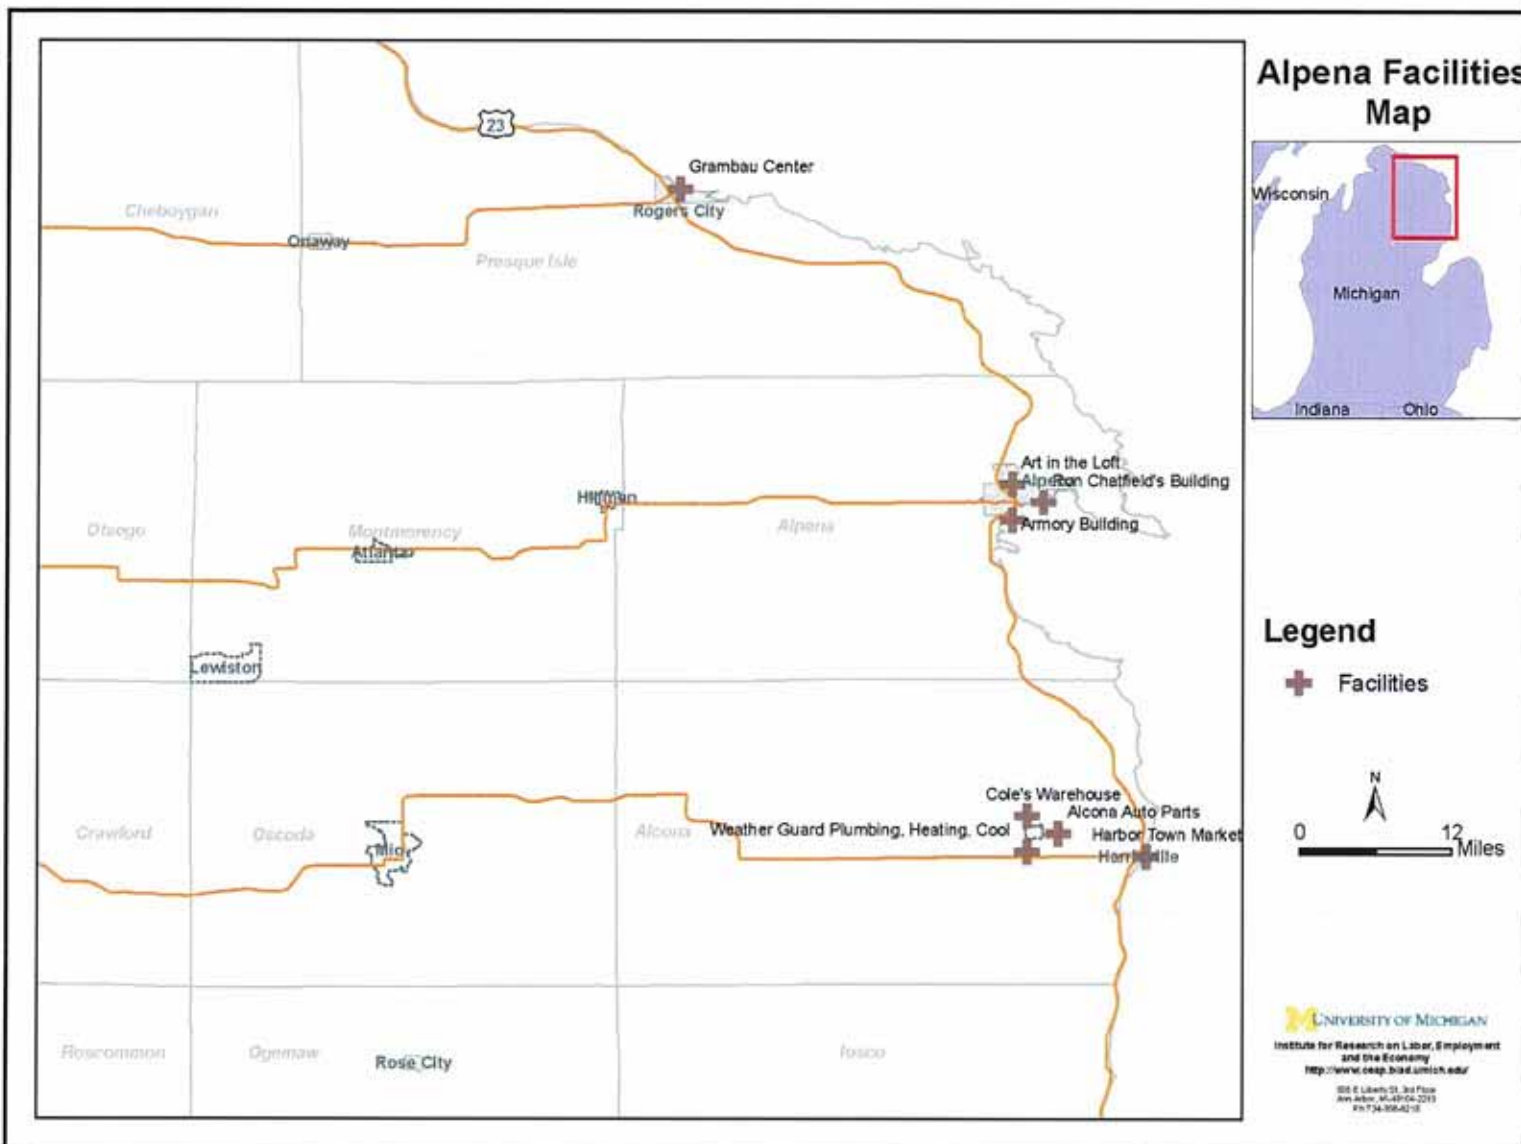 Alpena Facilities
Map
23
Grambau Center
Rogers City
Cheboygan
Onaway
Presque Isle
Wisconsin
Michigan
Indiana
Ohio
Art in the Loft
Alpena
Ron Chatfield's Building
Armory Building
Hillman
Otsego
Montmorency
Alpena
Atlanta
Lewiston
Legend
Facilities
N
0 12
Miles
Cole's Warehouse
Alcona Auto Parts
Weather Guard Plumbing, Heating, Cool
Harbor Town Market
Harrisville
Crawford
Oscoda
Mio
Alcona
Roscommon
Ogemaw
Rose City
Iosco
M UNIVERSITY OF MICHIGAN
Institute for Research on Labor, Employment
and the Economy